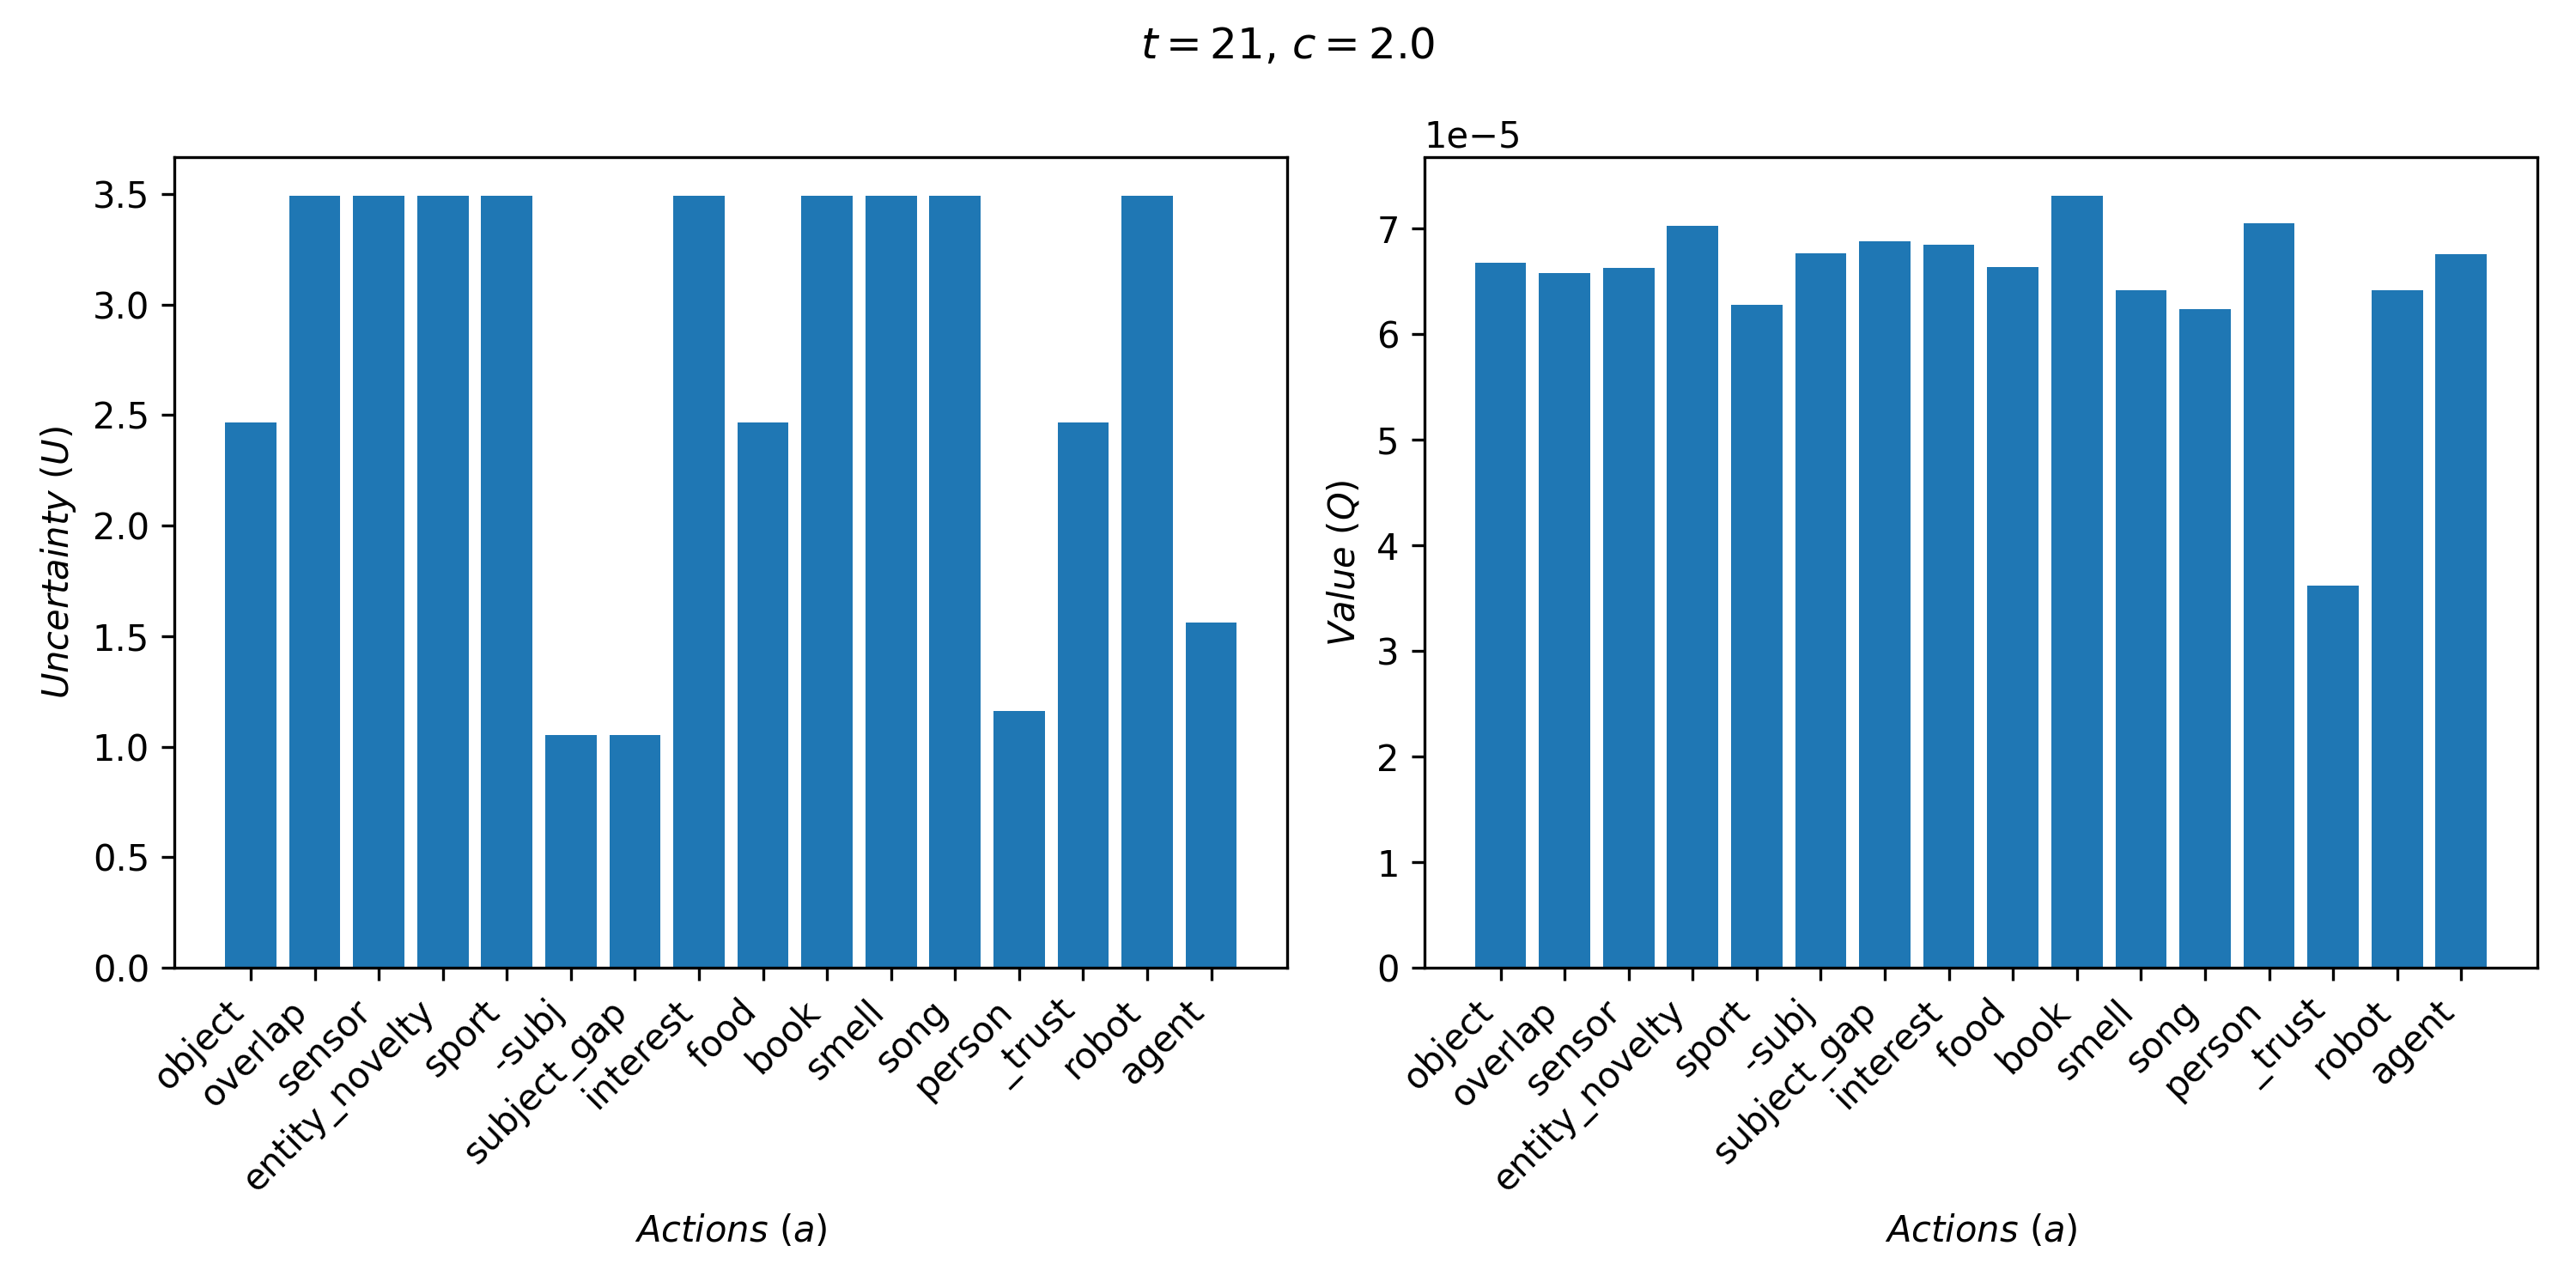 t = 21, c = 2.0
Uncertainty (U)
3.5
3.0
2.5
2.0
1.5
1.0
0.5
0.0
object
overlap
sensor
entity_novelty
sport
-subj
subject_gap
interest
food
book
smell
song
person
_trust
robot
agent
Actions (a)
1e−5
Value (Q)
7
6
5
4
3
2
1
0
object
overlap
sensor
entity_novelty
sport
-subj
subject_gap
interest
food
book
smell
song
person
_trust
robot
agent
Actions (a)